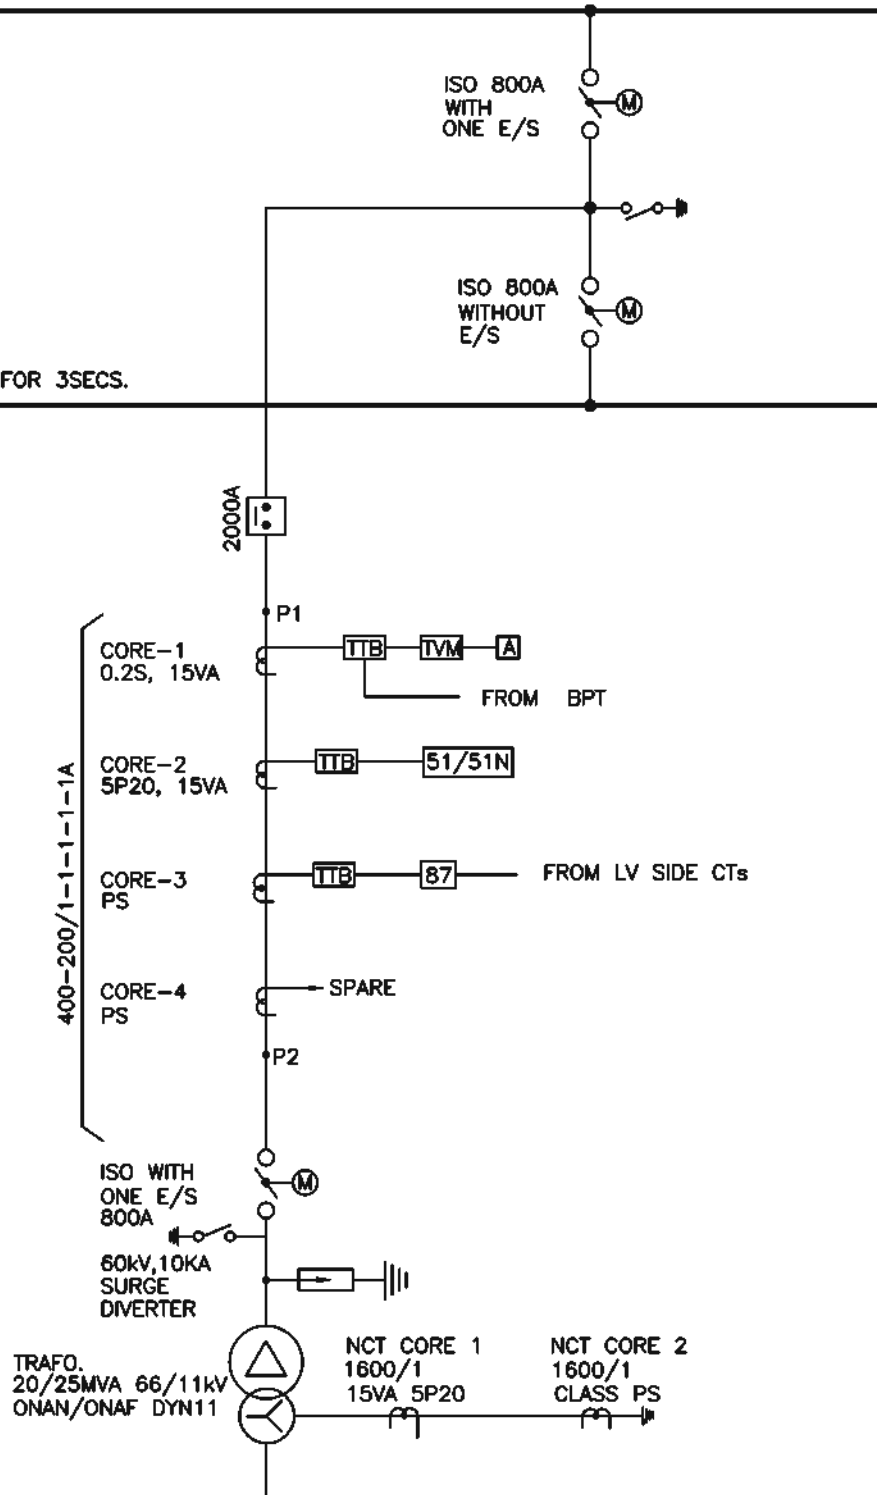 ISO 800A
WITH
ONE E/S
M
ISO 800A
WITHOUT
E/S
M
FOR 3SECS.
2000A
P1
CORE-1
0.2S, 15VA
TTB
TVM
A
FROM BPT
CORE-2
5P20, 15VA
TTB
51/51N
400-200/1-1-1-1-1-1A
CORE-3
PS
TTB
87
FROM LV SIDE CTs
CORE-4
PS
SPARE
P2
ISO WITH
ONE E/S
800A
M
60kV,10KA
SURGE
DIVERTER
TRAFO.
20/25MVA 66/11kV
ONAN/ONAF DYN11
NCT CORE 1
1600/1
15VA 5P20
NCT CORE 2
1600/1
CLASS PS